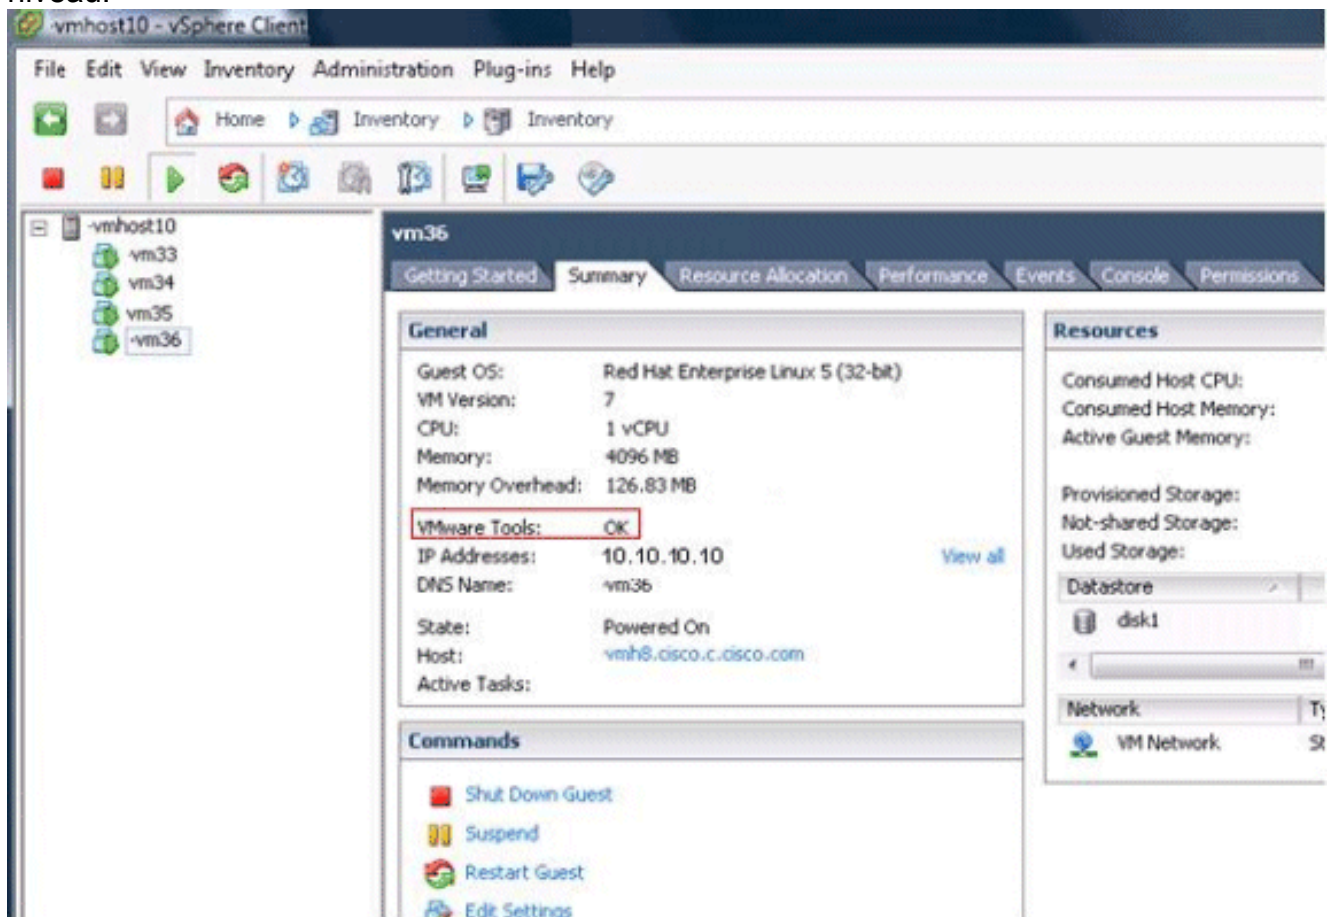 niveau.
-vmhost10 - vSphere Client
File Edit View Inventory Administration Plug-ins Help
Home Inventory Inventory
-vmhost10
-vm33
vm34
vm35
-vm36
vm36
Getting Started Summary Resource Allocation Performance Events Console Permissions
General
Guest OS: Red Hat Enterprise Linux 5 (32-bit)
VM Version: 7
CPU: 1 vCPU
Memory: 4096 MB
Memory Overhead: 126.83 MB
VMware Tools: OK
IP Addresses: 10.10.10.10 View all
DNS Name: -vm36
State: Powered On
Host: vmh8.cisco.c.cisco.com
Active Tasks:
Commands
Shut Down Guest
Suspend
Restart Guest
Edit Settings
Resources
Consumed Host CPU:
Consumed Host Memory:
Active Guest Memory:
Provisioned Storage:
Not-shared Storage:
Used Storage:
Datastore
disk1
Network
VM Network